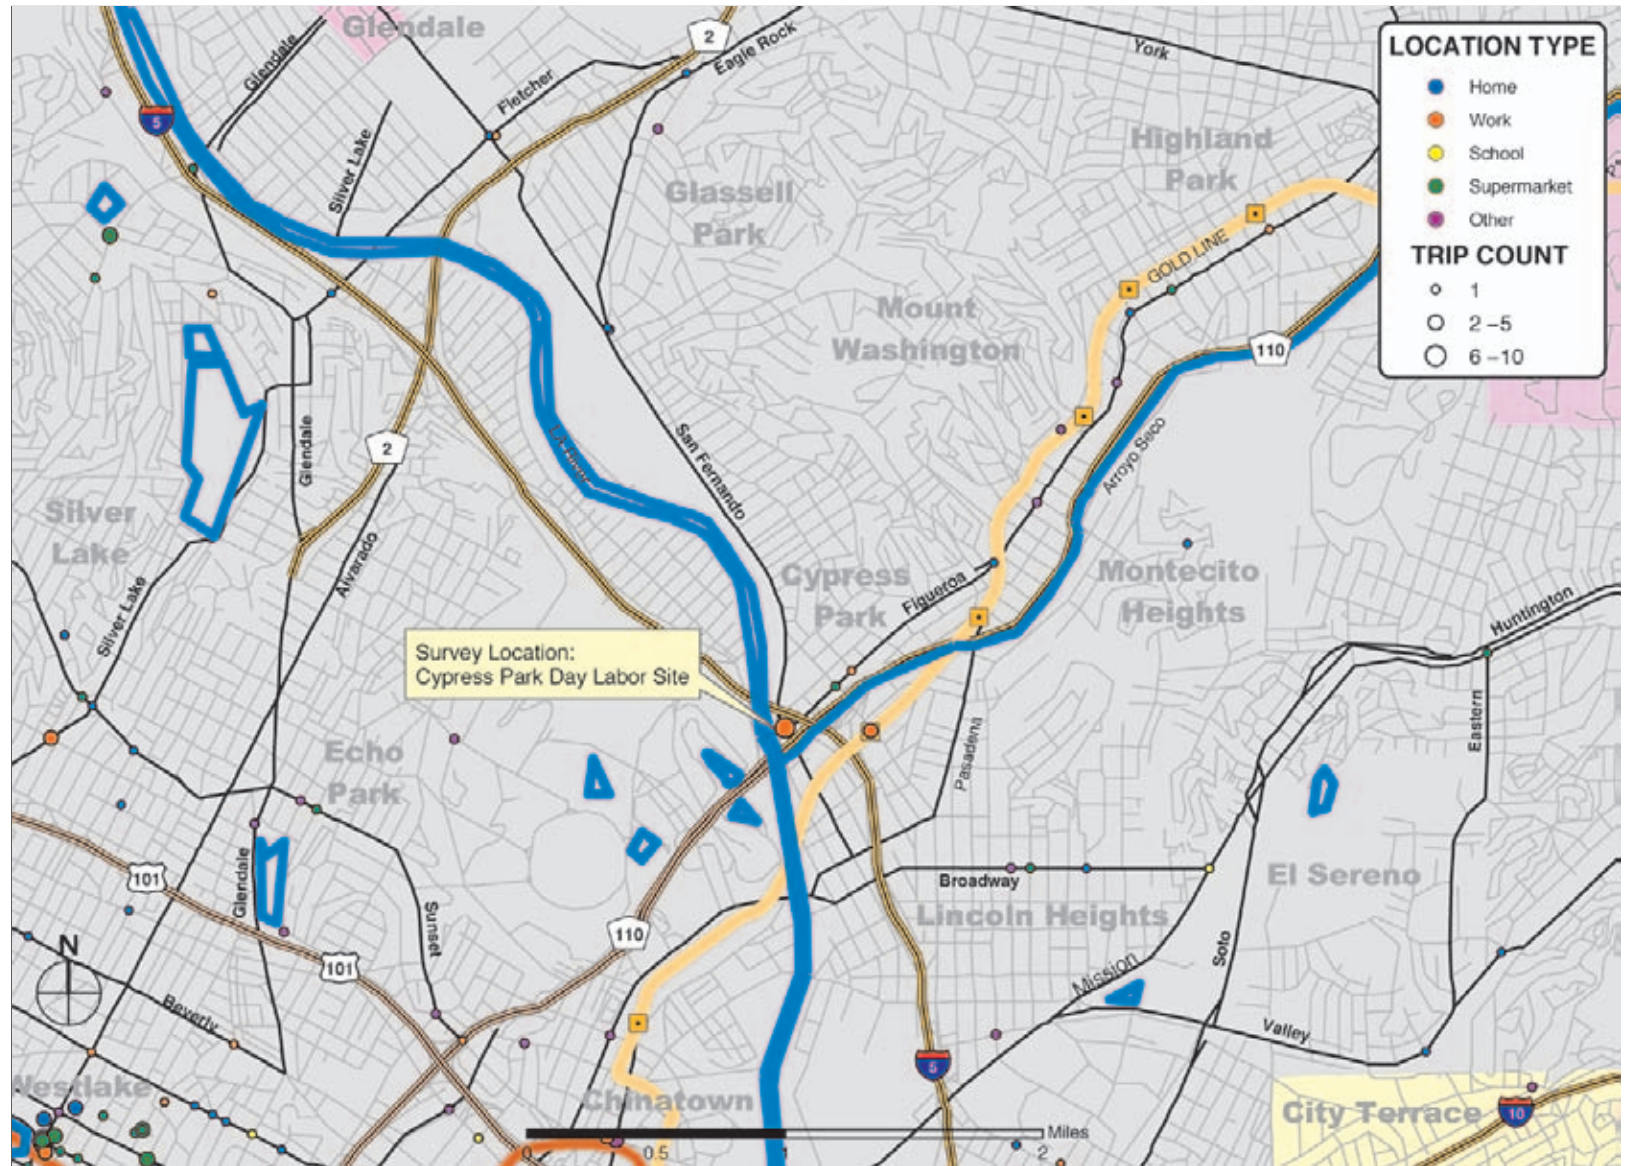 Glendale
2
Eagle Rock
York
Glendale
Fletcher
5
Silver Lake
Highland
Park
Glassell
Park
GOLD LINE
Mount
Washington
110
Glendale
2
San Fernando
Arroyo Seco
Silver
Lake
Alvarado
Silver Lake
Cypress
Park
Figueroa
Montecito
Heights
Huntington
Survey Location:
Cypress Park Day Labor Site
Eastern
Pasadena
Echo
Park
101
Glendale
Sunset
Broadway
El Sereno
Lincoln Heights
110
N
101
Soto
Mission
Beverly
Valley
5
Westlake
Chinatown
City Terrace
10
0
0.5
1
2
Miles
LOCATION TYPE
Home
Work
School
Supermarket
Other
TRIP COUNT
1
2 –5
6 –10